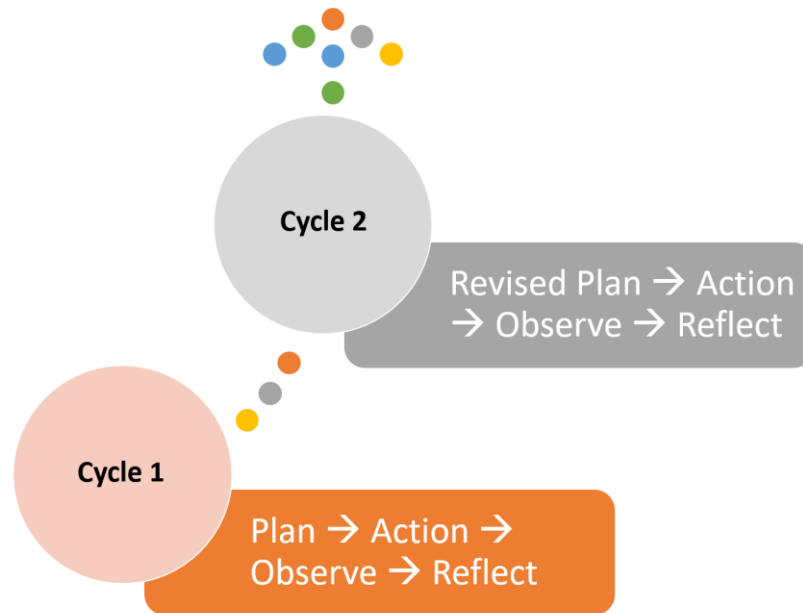 Cycle 2
Revised Plan → Action
→ Observe → Reflect
Cycle 1
Plan → Action →
Observe → Reflect